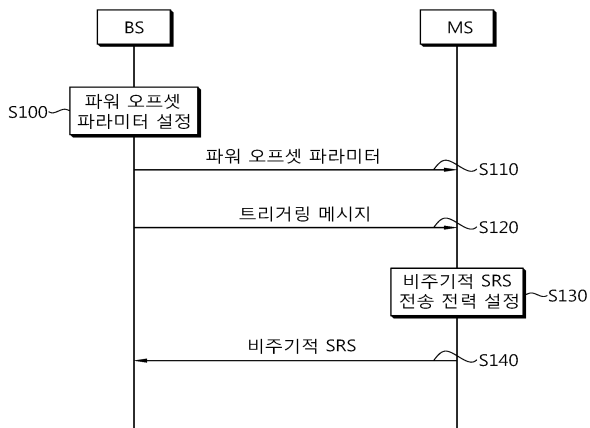 BS
MS
S100
파워 오프셋
파라미터 설정
파워 오프셋 파라미터
S110
트리거링 메시지
S120
비주기적 SRS
전송 전력 설정
S130
비주기적 SRS
S140